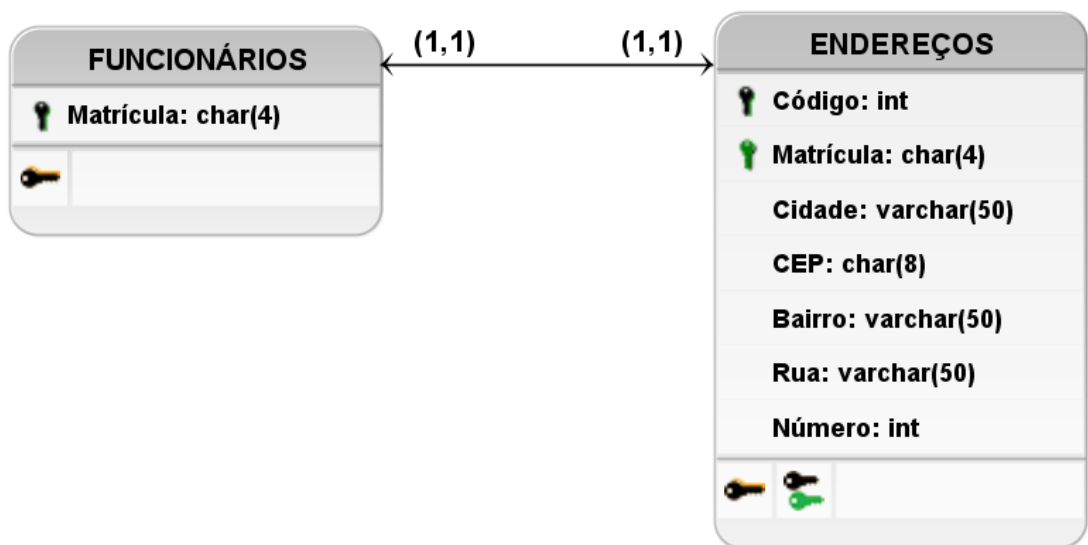 FUNCIONÁRIOS
Matrícula: char(4)
(1,1)
(1,1)
ENDEREÇOS
Código: int
Matrícula: char(4)
Cidade: varchar(50)
CEP: char(8)
Bairro: varchar(50)
Rua: varchar(50)
Número: int